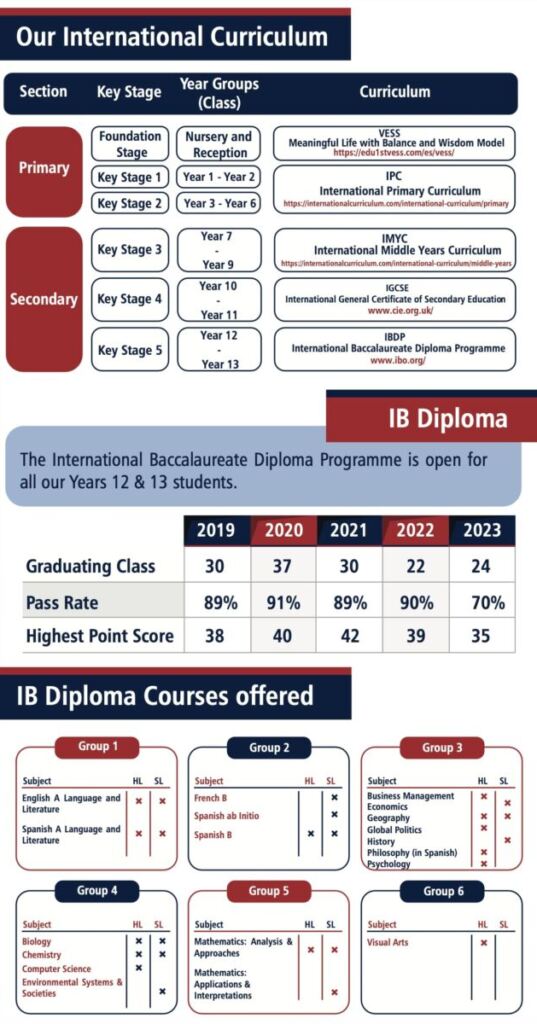 Our International Curriculum
Section Key Stage Year Groups (Class) Curriculum
Primary
Foundation Stage
Nursery and Reception
VESS
Meaningful Life with Balance and Wisdom Model
https://edu1stvess.com/es/vess/
Key Stage 1
Year 1 - Year 2
Key Stage 2
Year 3 - Year 6
IPC
International Primary Curriculum
https://internationalcurriculum.com/international-curriculum/primary
Secondary
Key Stage 3
Year 7
-
Year 9
IMYC
International Middle Years Curriculum
https://internationalcurriculum.com/international-curriculum/middle-years
Key Stage 4
Year 10
-
Year 11
IGCSE
International General Certificate of Secondary Education
www.cie.org.uk/
Key Stage 5
Year 12
-
Year 13
IBDP
International Baccalaureate Diploma Programme
www.ibo.org/
IB Diploma
The International Baccalaureate Diploma Programme is open for
all our Years 12 & 13 students.
2019 2020 2021 2022 2023
Graduating Class 30 37 30 22 24
Pass Rate 89% 91% 89% 90% 70%
Highest Point Score 38 40 42 39 35
IB Diploma Courses offered
Group 1
Subject HL SL
English A Language and x x
Literature
Spanish A Language and x x
Literature
Group 2
Subject HL SL
French B x
Spanish ab Initio x
Spanish B x x
Group 3
Subject HL SL
Business Management x
Economics x
Geography x x
Global Politics x
History x
Philosophy (in Spanish) x
Psychology x
Group 4
Subject HL SL
Biology x x
Chemistry x x
Computer Science x
Environmental Systems &
Societies x
Group 5
Subject HL SL
Mathematics: Analysis & x x
Approaches
Mathematics:
Applications &
Interpretations x
Group 6
Subject HL SL
Visual Arts x